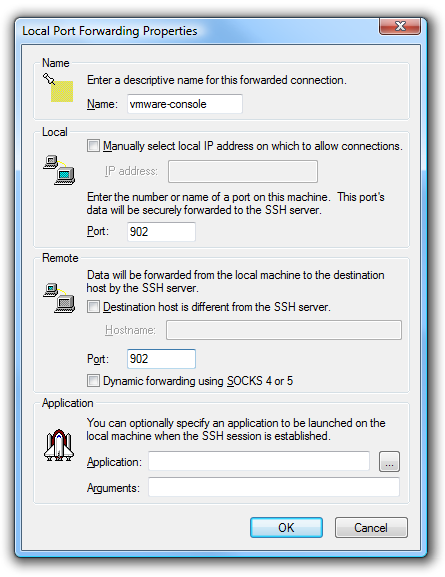 Local Port Forwarding Properties
Name
Enter a descriptive name for this forwarded connection.
Name: vmware-console
Local
Manually select local IP address on which to allow connections.
IP address:
Enter the number or name of a port on this machine. This port's
data will be securely forwarded to the SSH server.
Port: 902
Remote
Data will be forwarded from the local machine to the destination
host by the SSH server.
Destination host is different from the SSH server.
Hostname:
Port: 902
Dynamic forwarding using SOCKS 4 or 5
Application
You can optionally specify an application to be launched on the
local machine when the SSH session is established.
Application: ...
Arguments:
OK Cancel